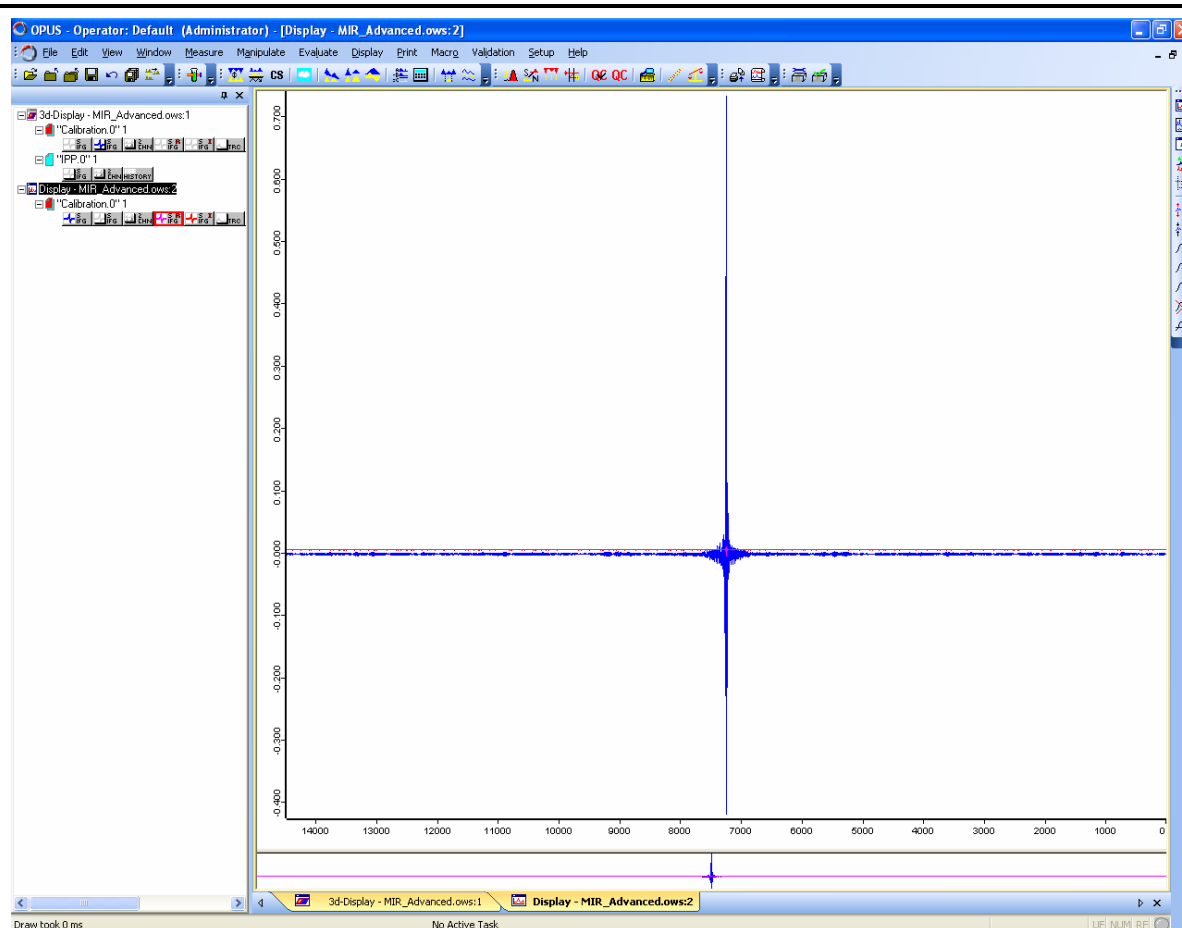 OPUS - Operator: Default (Administrator) - [Display - MIR_Advanced.ows:2]
File Edit View Window Measure Manipulate Evaluate Display Print Macro Validation Setup Help
CS QC QC
3d-Display - MIR_Advanced.ows:1
"Calibration.0" 1
"IPP.0" 1
HISTORY
Display - MIR_Advanced.ows:2
"Calibration.0" 1
0.700
0.600
0.500
0.400
0.300
0.200
0.100
-0.000
-0.100
-0.200
-0.300
-0.400
14000 13000 12000 11000 10000 9000 8000 7000 6000 5000 4000 3000 2000 1000 0
3d-Display - MIR_Advanced.ows:1 Display - MIR_Advanced.ows:2
Draw took 0 ms No Active Task UF NUM RF